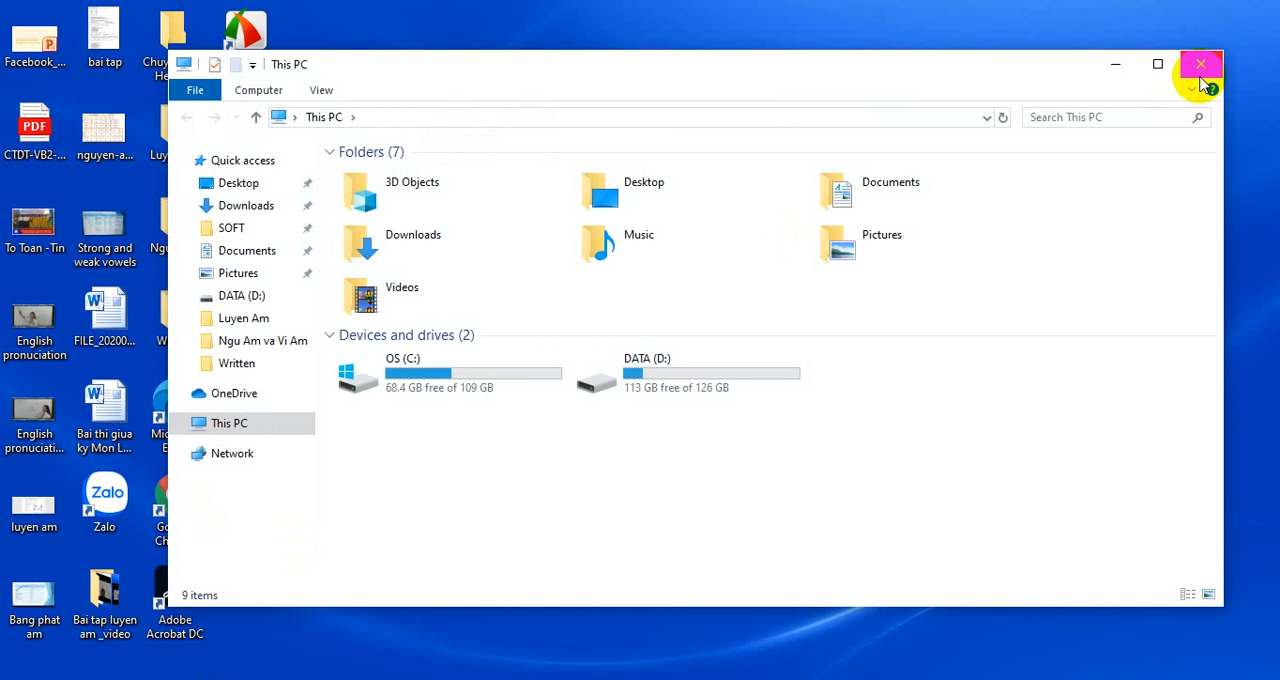 Facebook_...
bai tap
This PC
File
Computer
View
This PC
Search This PC
CTDT-VB2-...
nguyen-a...
To Toan -Tin
Strong and
weak vowels
English
pronuciation
FILE_20200...
English
pronuciati...
Bai thi giua
ky Mon L...
luyen am
Zalo
Zalo
Bang phat
am
Bai tap luyen
am _video
Adobe
Acrobat DC
PDF
Quick access
Desktop
Downloads
SOFT
Documents
Pictures
DATA (D:)
Luyen Am
Ngu Am va Vi Am
Written
OneDrive
This PC
Network
Folders (7)
3D Objects
Desktop
Documents
Downloads
Music
Pictures
Videos
Devices and drives (2)
OS (C:)
68.4 GB free of 109 GB
DATA (D:)
113 GB free of 126 GB
9 items